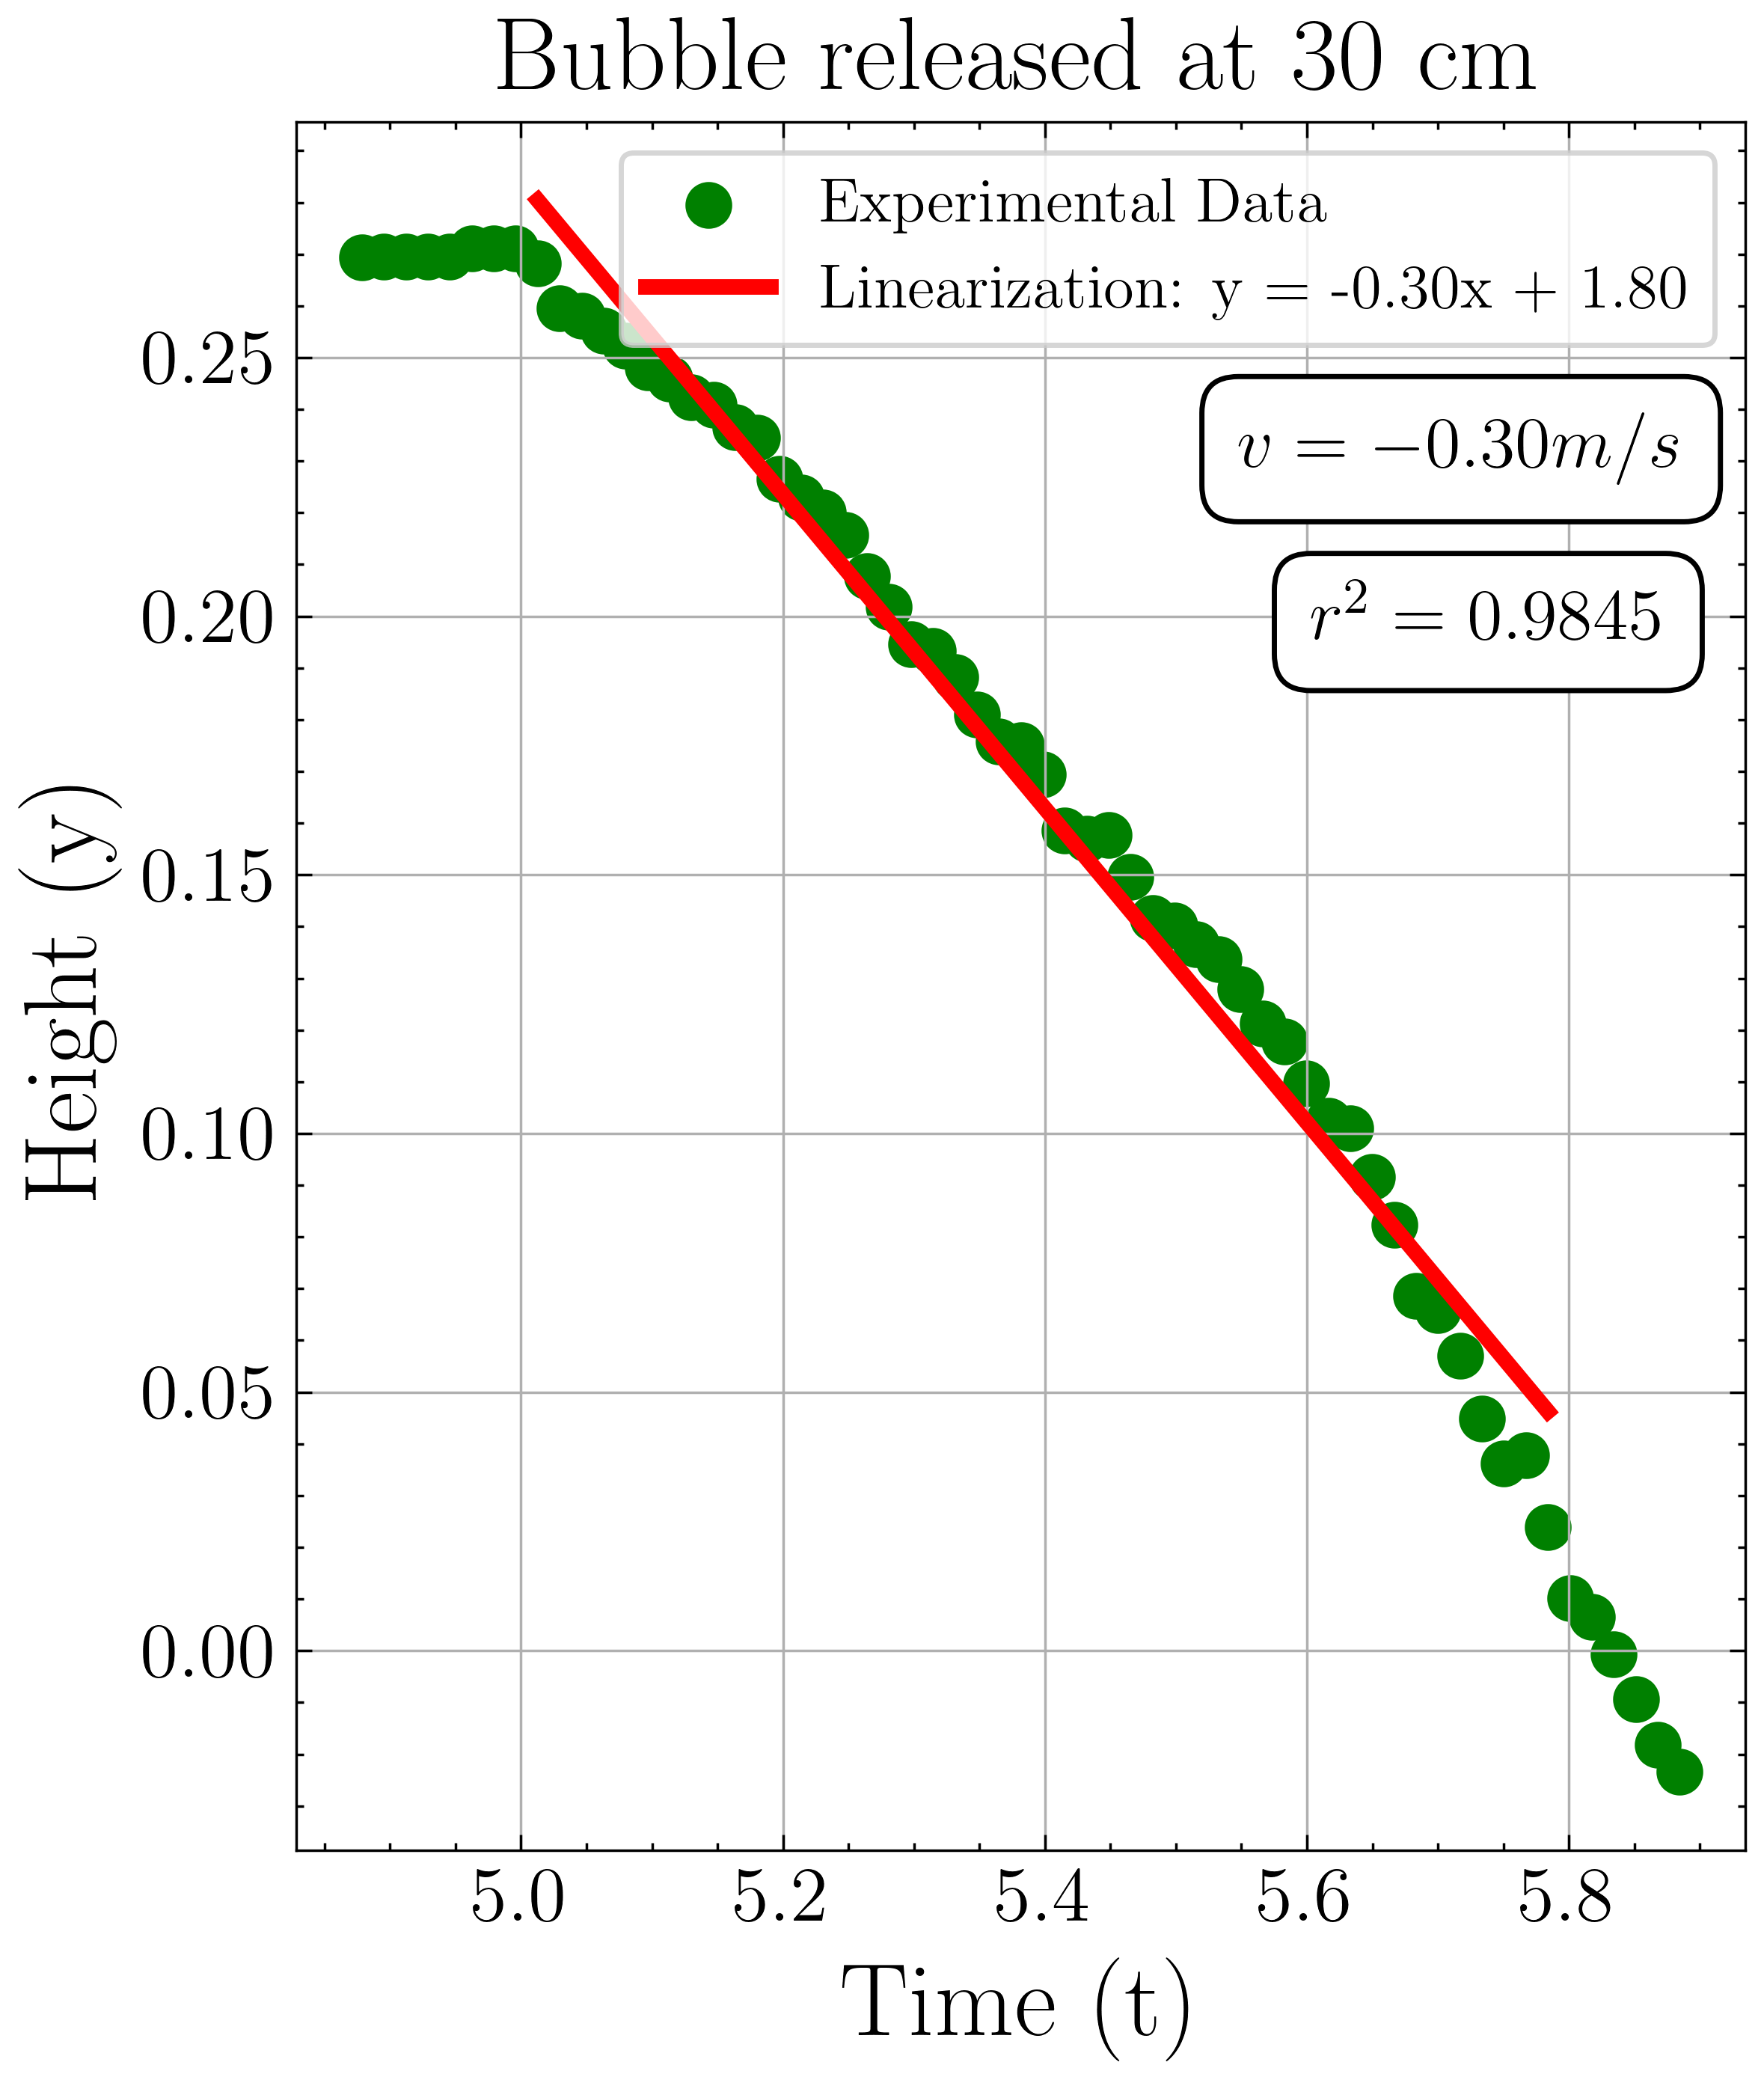 Bubble released at 30 cm
Experimental Data
Linearization: y = -0.30x + 1.80
v = −0.30m/s
r² = 0.9845
Height (y)
0.25
0.20
0.15
0.10
0.05
0.00
5.0 5.2 5.4 5.6 5.8
Time (t)